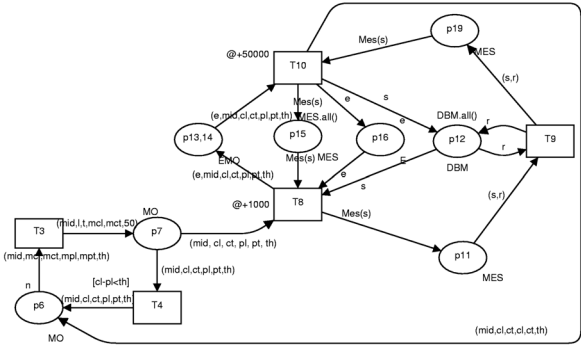 p19
Mes(s)
MES
@+50000
T10
(s,r)
Mes(s)
e
s
(e,mid,cl,ct,pl,pt,th)
MES.all()
e
DBM.all()
r
p13,14
p15
p16
p12
T9
r
EMO
Mes(s)
MES
E
DBM
(e,mid,cl,ct,pl,pt,th)
e
s
(s,r)
@+1000
T8
MO
Mes(s)
(mid,l,t,mcl,mct,50)
T3
p7
(mid, cl, ct, pl, pt, th)
(mid,mcl,mct,mpl,mpt,th)
(mid,cl,ct,pl,pt,th)
p11
MES
n
[cl-pl<th]
(mid,cl,ct,pl,pt,th)
p6
T4
MO
(mid,cl,ct,cl,ct,th)